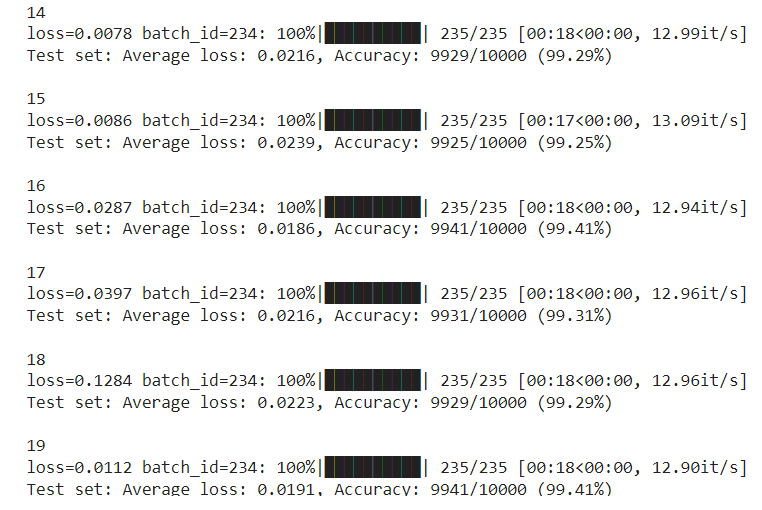 14
loss=0.0078 batch_id=234: 100%|██████████| 235/235 [00:18<00:00, 12.99it/s]
Test set: Average loss: 0.0216, Accuracy: 9929/10000 (99.29%)
15
loss=0.0086 batch_id=234: 100%|██████████| 235/235 [00:17<00:00, 13.09it/s]
Test set: Average loss: 0.0239, Accuracy: 9925/10000 (99.25%)
16
loss=0.0287 batch_id=234: 100%|██████████| 235/235 [00:18<00:00, 12.94it/s]
Test set: Average loss: 0.0186, Accuracy: 9941/10000 (99.41%)
17
loss=0.0397 batch_id=234: 100%|██████████| 235/235 [00:18<00:00, 12.96it/s]
Test set: Average loss: 0.0216, Accuracy: 9931/10000 (99.31%)
18
loss=0.1284 batch_id=234: 100%|██████████| 235/235 [00:18<00:00, 12.96it/s]
Test set: Average loss: 0.0223, Accuracy: 9929/10000 (99.29%)
19
loss=0.0112 batch_id=234: 100%|██████████| 235/235 [00:18<00:00, 12.90it/s]
Test set: Average loss: 0.0191, Accuracy: 9941/10000 (99.41%)